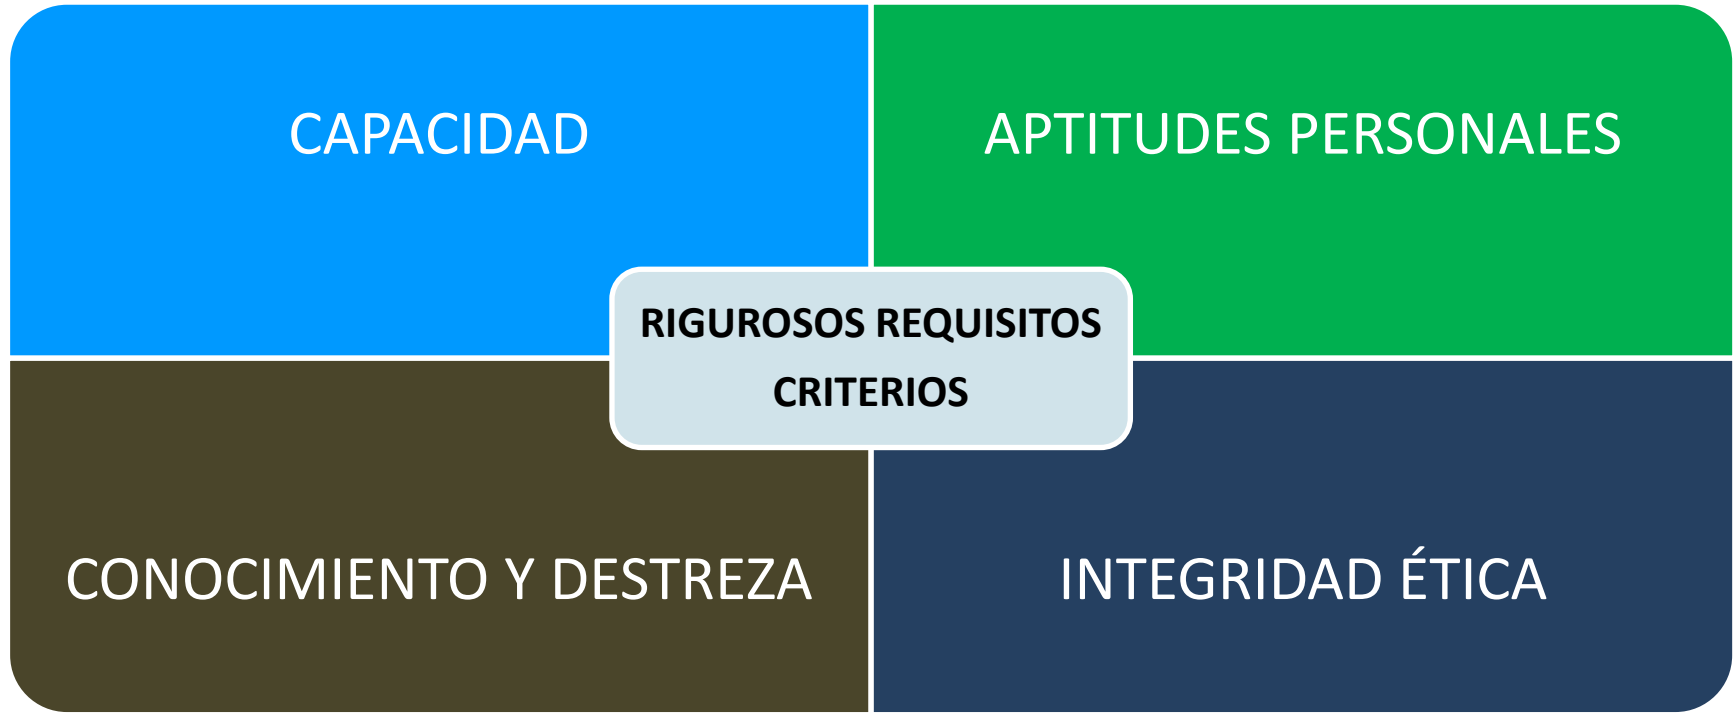 CAPACIDAD
APTITUDES PERSONALES
RIGUROSOS REQUISITOS
CRITERIOS
CONOCIMIENTO Y DESTREZA
INTEGRIDAD ÉTICA